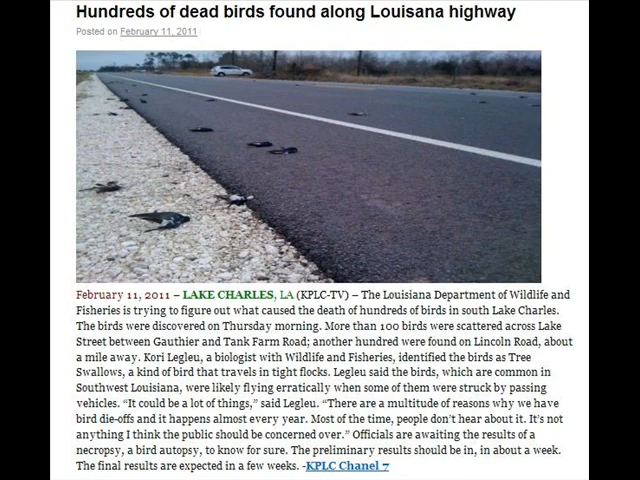 Hundreds of dead birds found along Louisana highway
Posted on February 11, 2011
February 11, 2011 – LAKE CHARLES, LA (KPLC-TV) – The Louisiana Department of Wildlife and
Fisheries is trying to figure out what caused the death of hundreds of birds in south Lake Charles.
The birds were discovered on Thursday morning. More than 100 birds were scattered across Lake
Street between Gauthier and Tank Farm Road; another hundred were found on Lincoln Road, about
a mile away. Kori Legleu, a biologist with Wildlife and Fisheries, identified the birds as Tree
Swallows, a kind of bird that travels in tight flocks. Legleu said the birds, which are common in
Southwest Louisiana, were likely flying erratically when some of them were struck by passing
vehicles. “It could be a lot of things,” said Legleu. “There are a multitude of reasons why we have
bird die-offs and it happens almost every year. Most of the time, people don’t hear about it. It’s not
anything I think the public should be concerned over.” Officials are awaiting the results of a
necropsy, a bird autopsy, to know for sure. The preliminary results should be in, in about a week.
The final results are expected in a few weeks. -KPLC Chanel 7